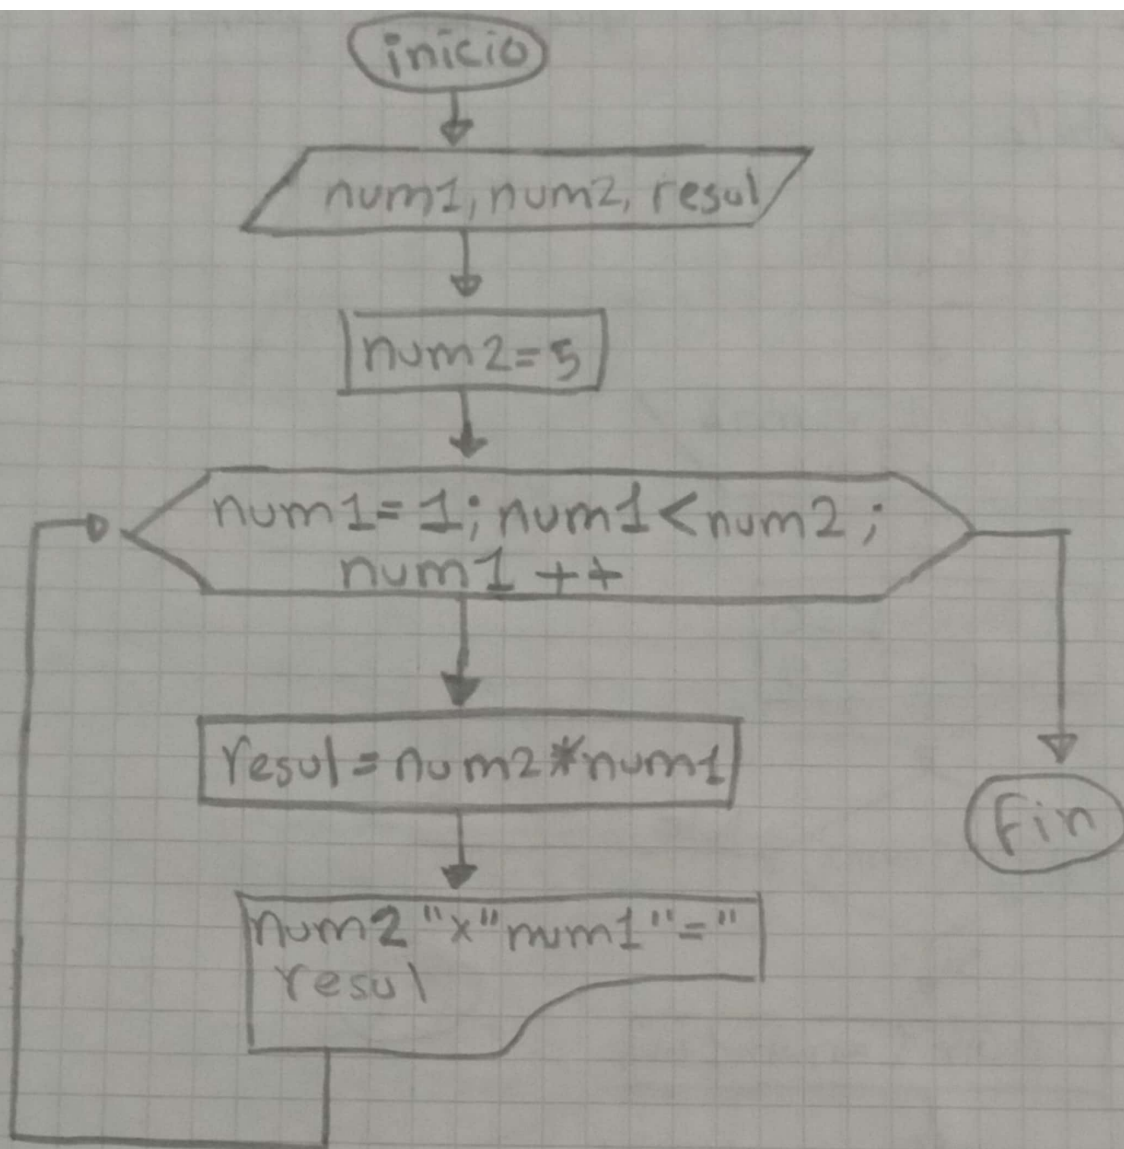 inicio
num1, num2, resul
num2=5
num1=1; num1<num2;
num1 ++
resul=num2*num1
Fin
num2 "x" num1 "="
resul